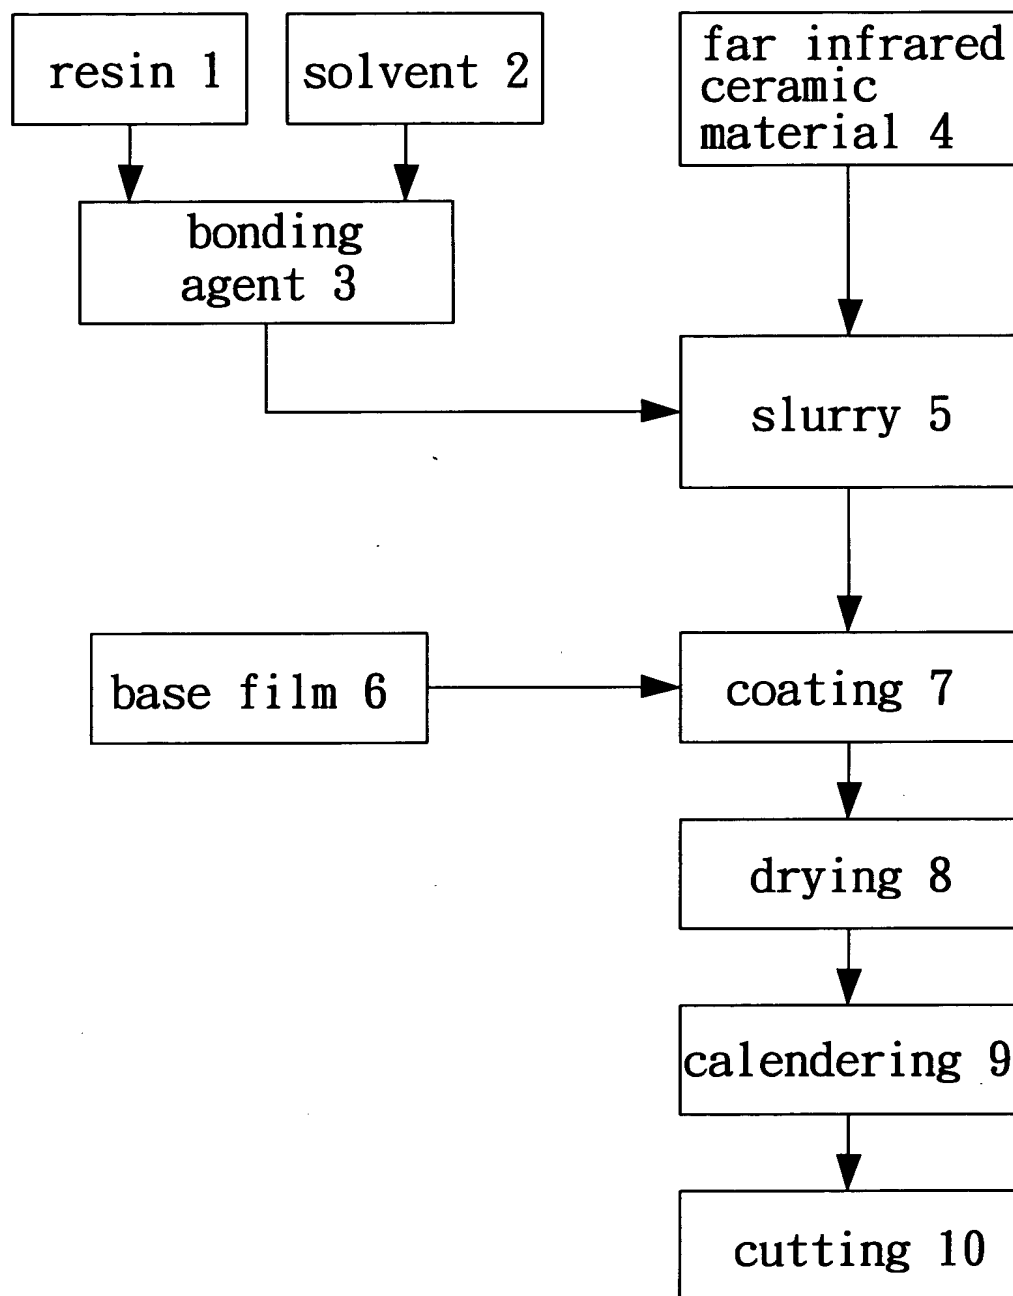 resin 1
solvent 2
far infrared
ceramic
material 4
bonding
agent 3
slurry 5
base film 6
coating 7
drying 8
calendering 9
cutting 10